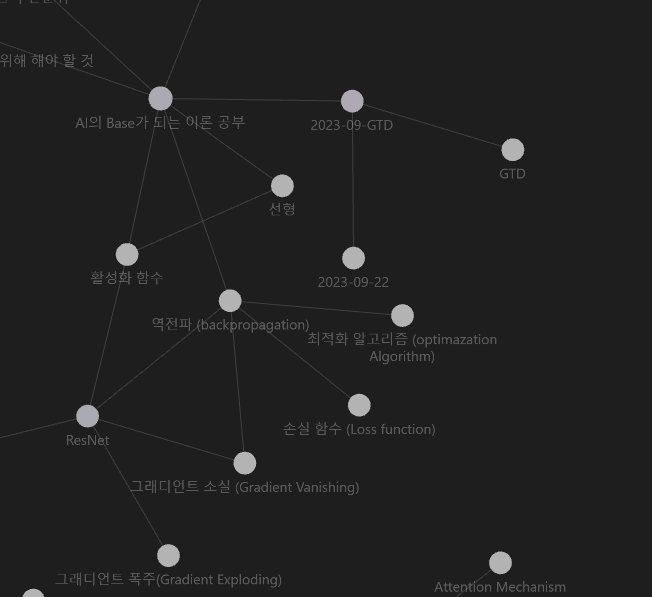 위해 해야 할 것
AI의 Base가 되는 이론 공부
2023-09-GTD
GTD
선형
활성화 함수
2023-09-22
역전파 (backpropagation)
최적화 알고리즘 (optimazation
Algorithm)
손실 함수 (Loss function)
ResNet
그레디언트 소실 (Gradient Vanishing)
그래디언트 폭주(Gradient Exploding)
Attention Mechanism